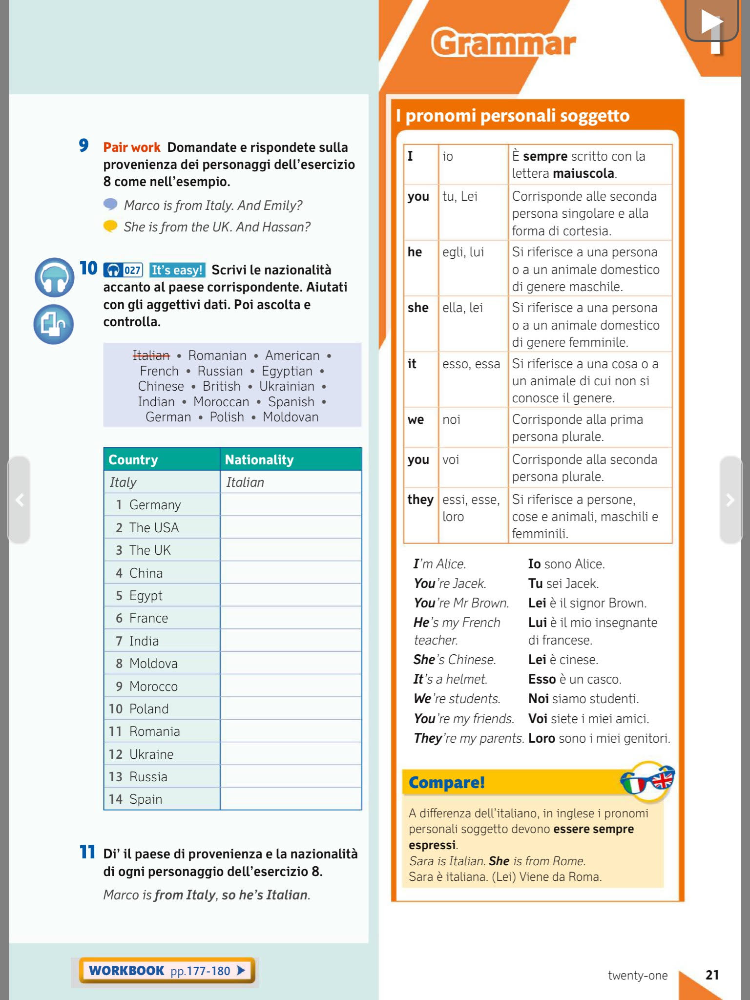 Grammar
1
9 Pair work Domandate e rispondete sulla
provenienza dei personaggi dell'esercizio
8 come nell'esempio.
Marco is from Italy. And Emily?
She is from the UK. And Hassan?
10 027 It's easy! Scrivi le nazionalità
accanto al paese corrispondente. Aiutati
con gli aggettivi dati. Poi ascolta e
controlla.
Italian • Romanian • American •
French • Russian • Egyptian •
Chinese • British • Ukrainian •
Indian • Moroccan • Spanish •
German • Polish • Moldovan
Country Nationality
Italy Italian
1 Germany
2 The USA
3 The UK
4 China
5 Egypt
6 France
7 India
8 Moldova
9 Morocco
10 Poland
11 Romania
12 Ukraine
13 Russia
14 Spain
11 Di' il paese di provenienza e la nazionalità
di ogni personaggio dell'esercizio 8.
Marco is from Italy, so he's Italian.
WORKBOOK pp.177-180
I pronomi personali soggetto
I io È sempre scritto con la
lettera maiuscola.
you tu, Lei Corrisponde alle seconda
persona singolare e alla
forma di cortesia.
he egli, lui Si riferisce a una persona
o a un animale domestico
di genere maschile.
she ella, lei Si riferisce a una persona
o a un animale domestico
di genere femminile.
it esso, essa Si riferisce a una cosa o a
un animale di cui non si
conosce il genere.
we noi Corrisponde alla prima
persona plurale.
you voi Corrisponde alla seconda
persona plurale.
they essi, esse, Si riferisce a persone,
loro cose e animali, maschili e
femminili.
I'm Alice. Io sono Alice.
You're Jacek. Tu sei Jacek.
You're Mr Brown. Lei è il signor Brown.
He's my French Lui è il mio insegnante
teacher. di francese.
She's Chinese. Lei è cinese.
It's a helmet. Esso è un casco.
We're students. Noi siamo studenti.
You're my friends. Voi siete i miei amici.
They're my parents. Loro sono i miei genitori.
Compare!
A differenza dell'italiano, in inglese i pronomi
personali soggetto devono essere sempre
espressi.
Sara is Italian. She is from Rome.
Sara è italiana. (Lei) Viene da Roma.
twenty-one 21